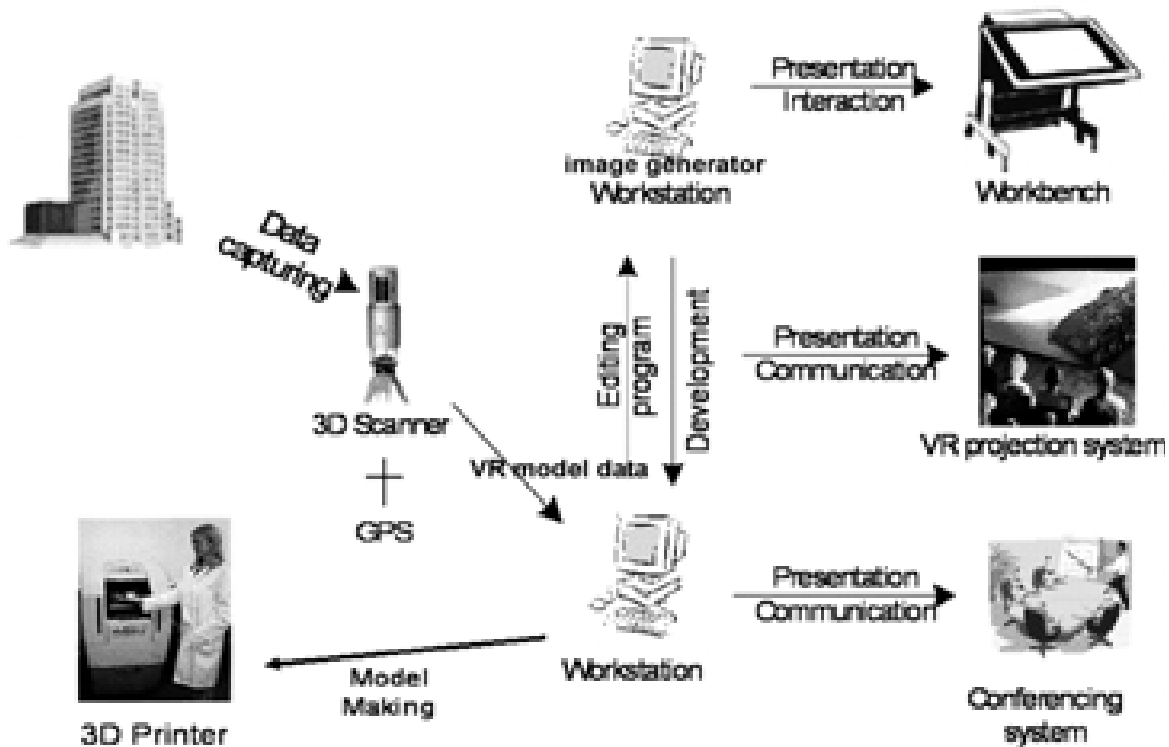 Presentation
Interaction
image generator
Workstation
Workbench
Data
capturing
Editing
program
Development
Presentation
Communication
3D Scanner
VR projection system
VR model data
GPS
Presentation
Communication
Workstation
Model
Making
Conferencing
system
3D Printer